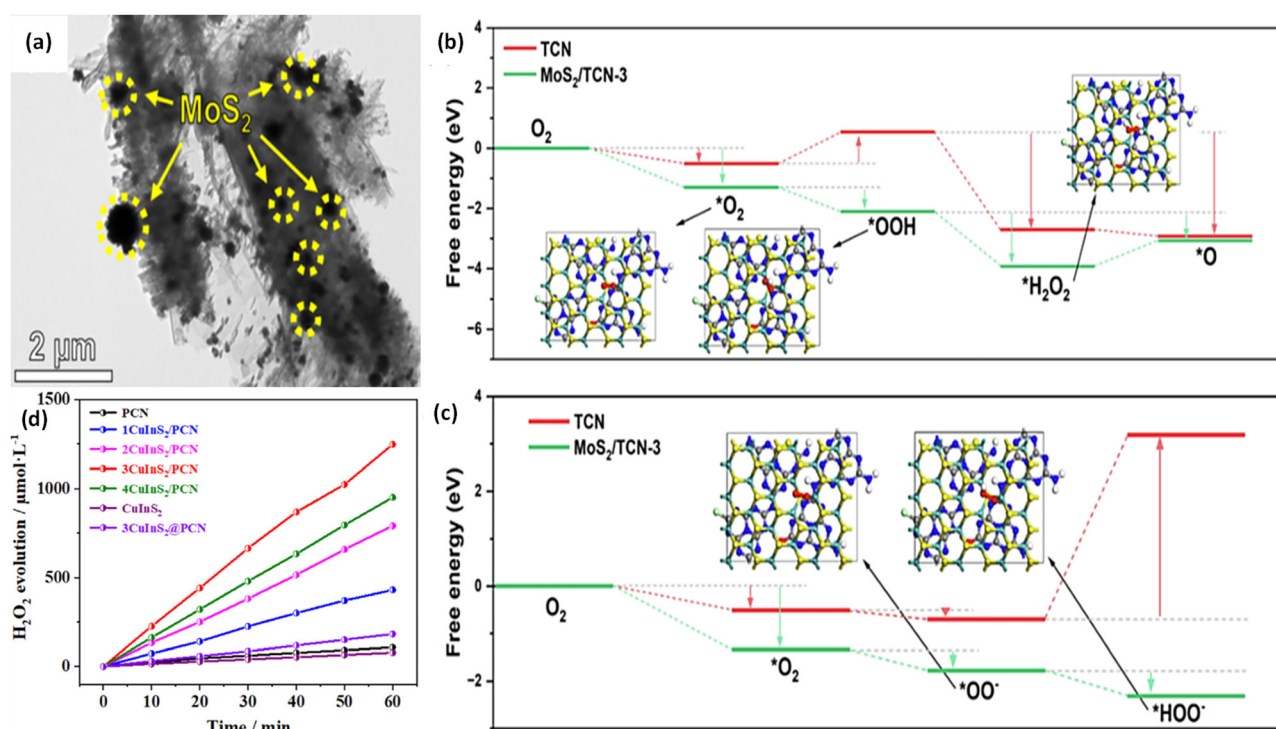 (a)
MoS₂
2 μm
(b)
TCN
MoS₂/TCN-3
Free energy (eV)
4
2
0
-2
-4
-6
O₂
*O₂
*OOH
*H₂O₂
*O
(d)
PCN
1CuInS₂/PCN
2CuInS₂/PCN
3CuInS₂/PCN
4CuInS₂/PCN
CuInS₂
3CuInS₂@PCN
H₂O₂ evolution / μmol·L⁻¹
1500
1000
500
0
0 10 20 30 40 50 60
Time / min
(c)
TCN
MoS₂/TCN-3
Free energy (eV)
4
2
0
-2
O₂
*O₂
*OO⁻
*HOO⁻